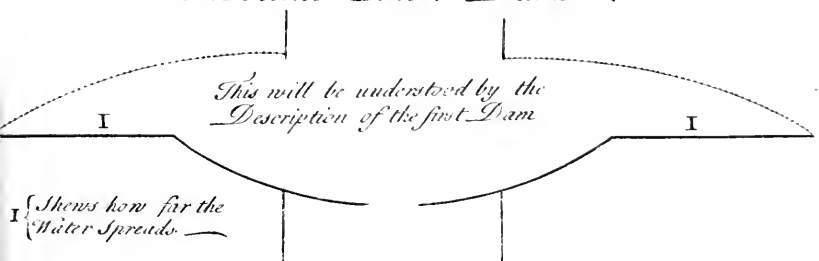 This will be understood by the
Description of the first Dam
I
I
I { Shews how far the
Water Spreads.